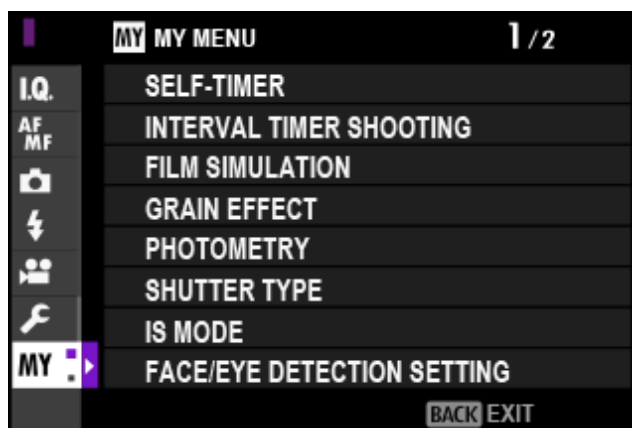 MY MY MENU 1/2
I.Q.
SELF-TIMER
AF MF
INTERVAL TIMER SHOOTING
FILM SIMULATION
GRAIN EFFECT
PHOTOMETRY
SHUTTER TYPE
IS MODE
MY
FACE/EYE DETECTION SETTING
BACK EXIT